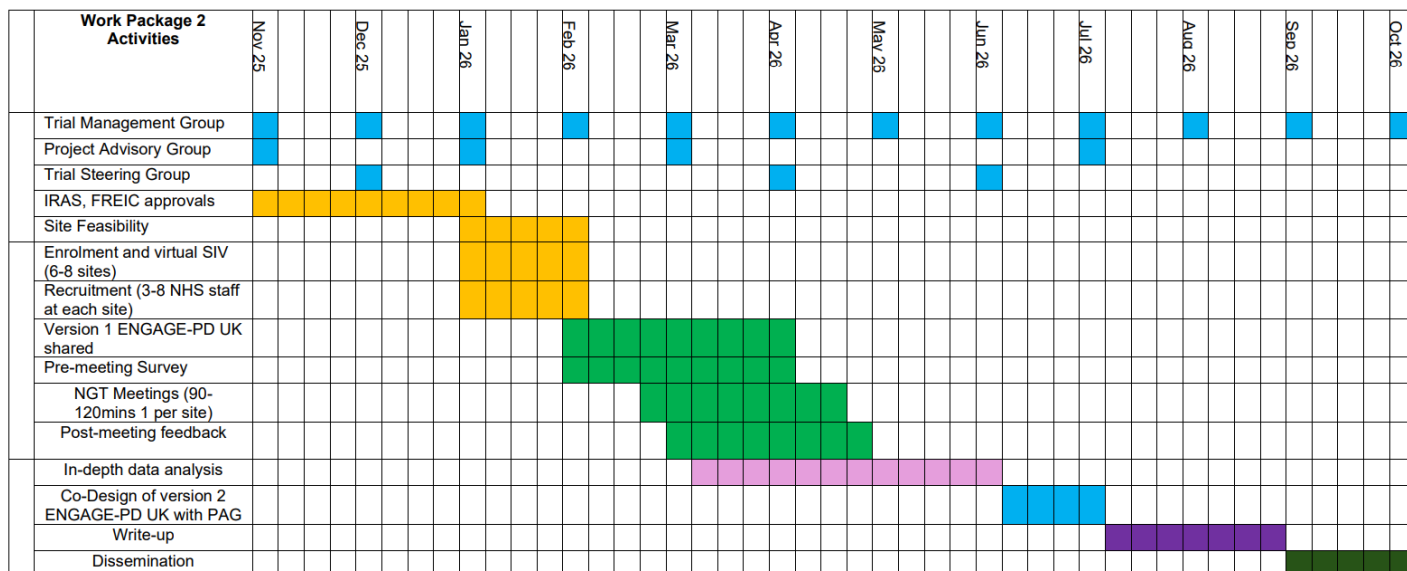 Work Package 2
Activities
Nov 25
Dec 25
Jan 26
Feb 26
Mar 26
Apr 26
May 26
Jun 26
Jul 26
Aug 26
Sep 26
Oct 26
Trial Management Group
Project Advisory Group
Trial Steering Group
IRAS, FREIC approvals
Site Feasibility
Enrolment and virtual SIV
(6-8 sites)
Recruitment (3-8 NHS staff
at each site)
Version 1 ENGAGE-PD UK
shared
Pre-meeting Survey
NGT Meetings (90-
120mins 1 per site)
Post-meeting feedback
In-depth data analysis
Co-Design of version 2
ENGAGE-PD UK with PAG
Write-up
Dissemination